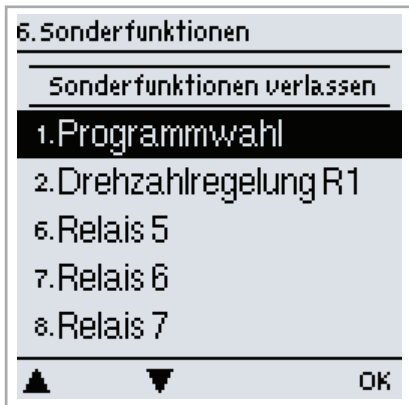 6.Sonderfunktionen
Sonderfunktionen verlassen
1.Programmwahl
2.Drehzahlregelung R1
6.Relais 5
7.Relais 6
8.Relais 7
▲ ▼ OK